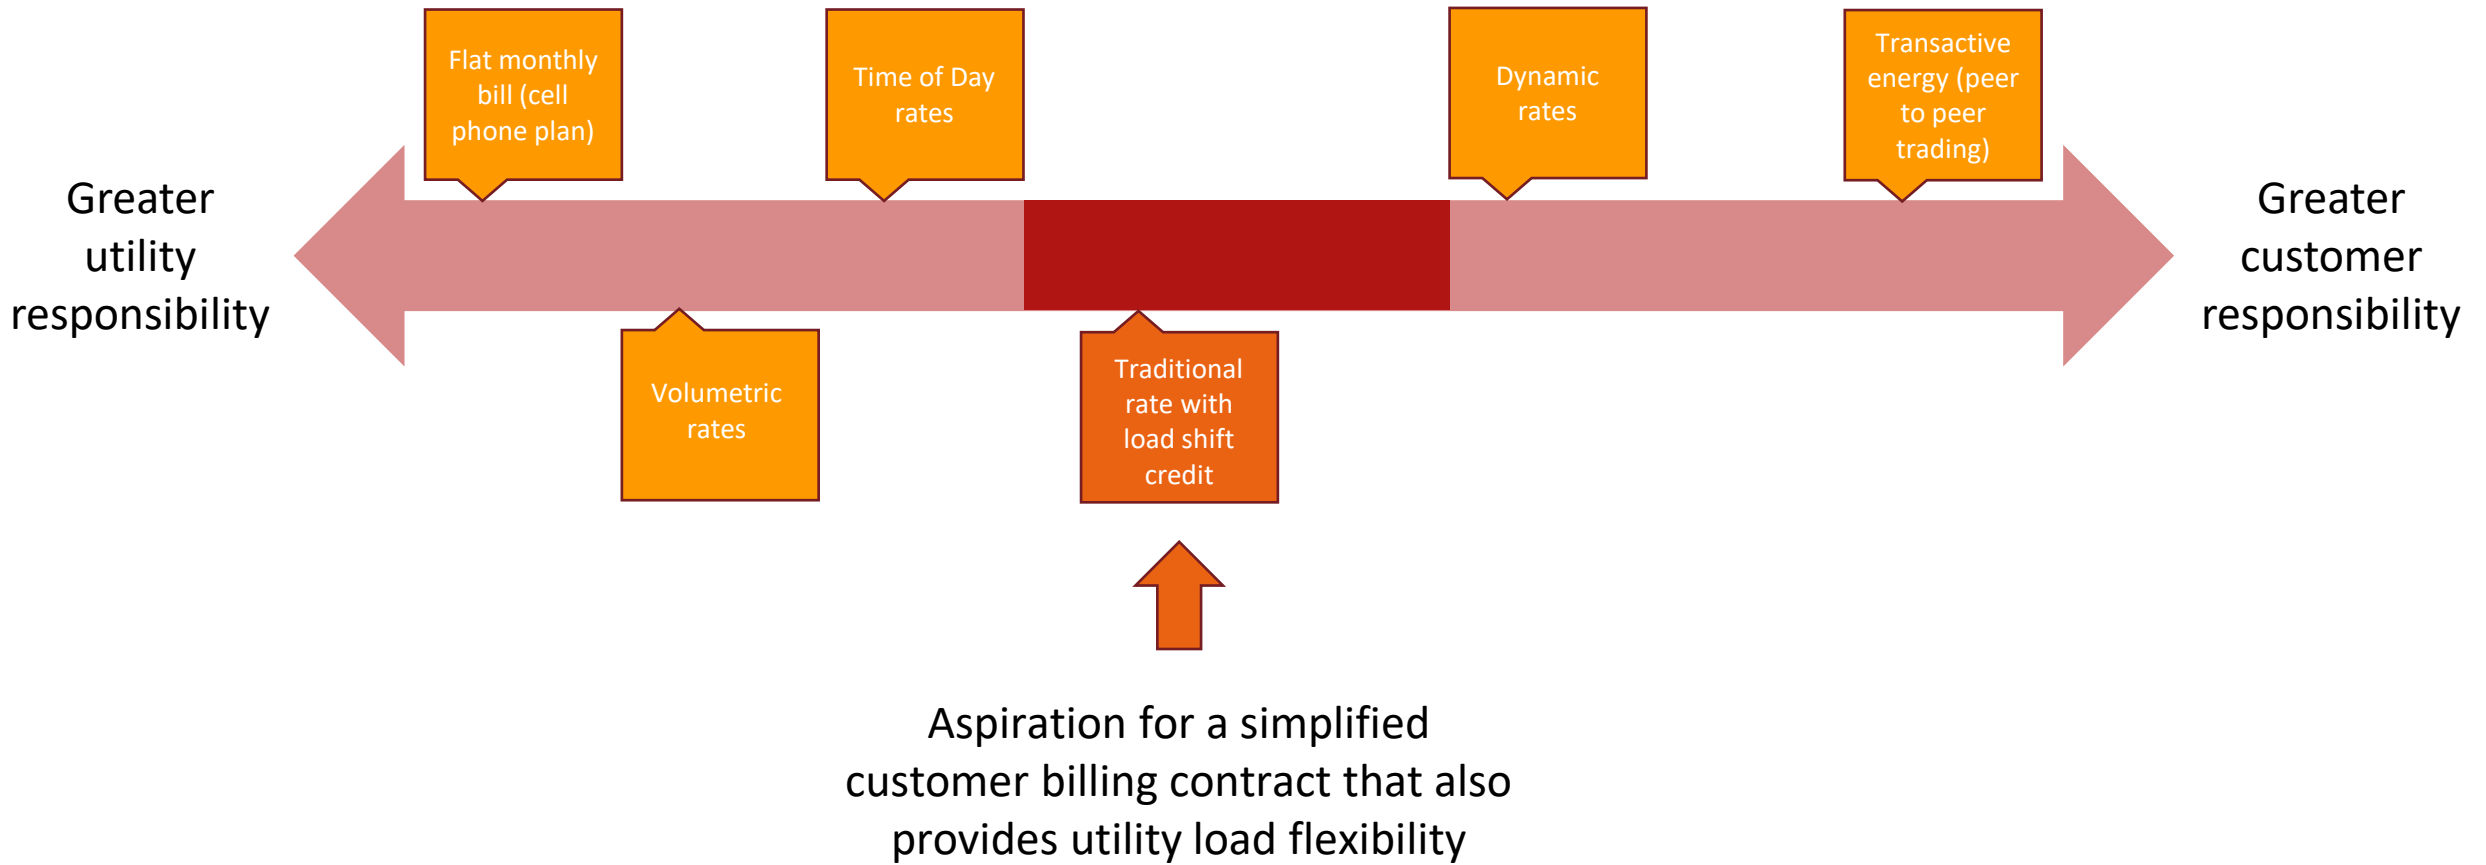 Flat monthly
bill (cell
phone plan)
Time of Day
rates
Dynamic
rates
Transactive
energy (peer
to peer
trading)
Greater
utility
responsibility
Greater
customer
responsibility
Volumetric
rates
Traditional
rate with
load shift
credit
Aspiration for a simplified
customer billing contract that also
provides utility load flexibility